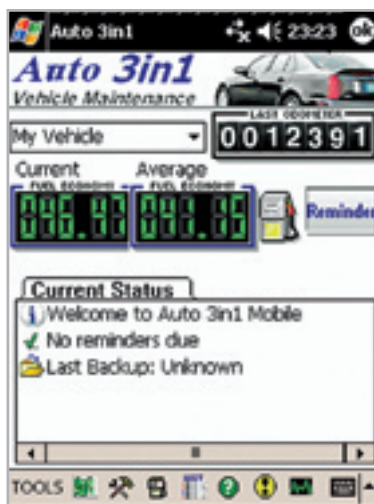 Auto 3in1 23:23 ok
Auto 3in1
Vehicle Maintenance
LAST ODOMETER
My Vehicle 0012391
Current Average
FUEL ECONOMY FUEL ECONOMY
046.47 041.15 Reminder
Current Status
Welcome to Auto 3in1 Mobile
No reminders due
Last Backup: Unknown
TOOLS